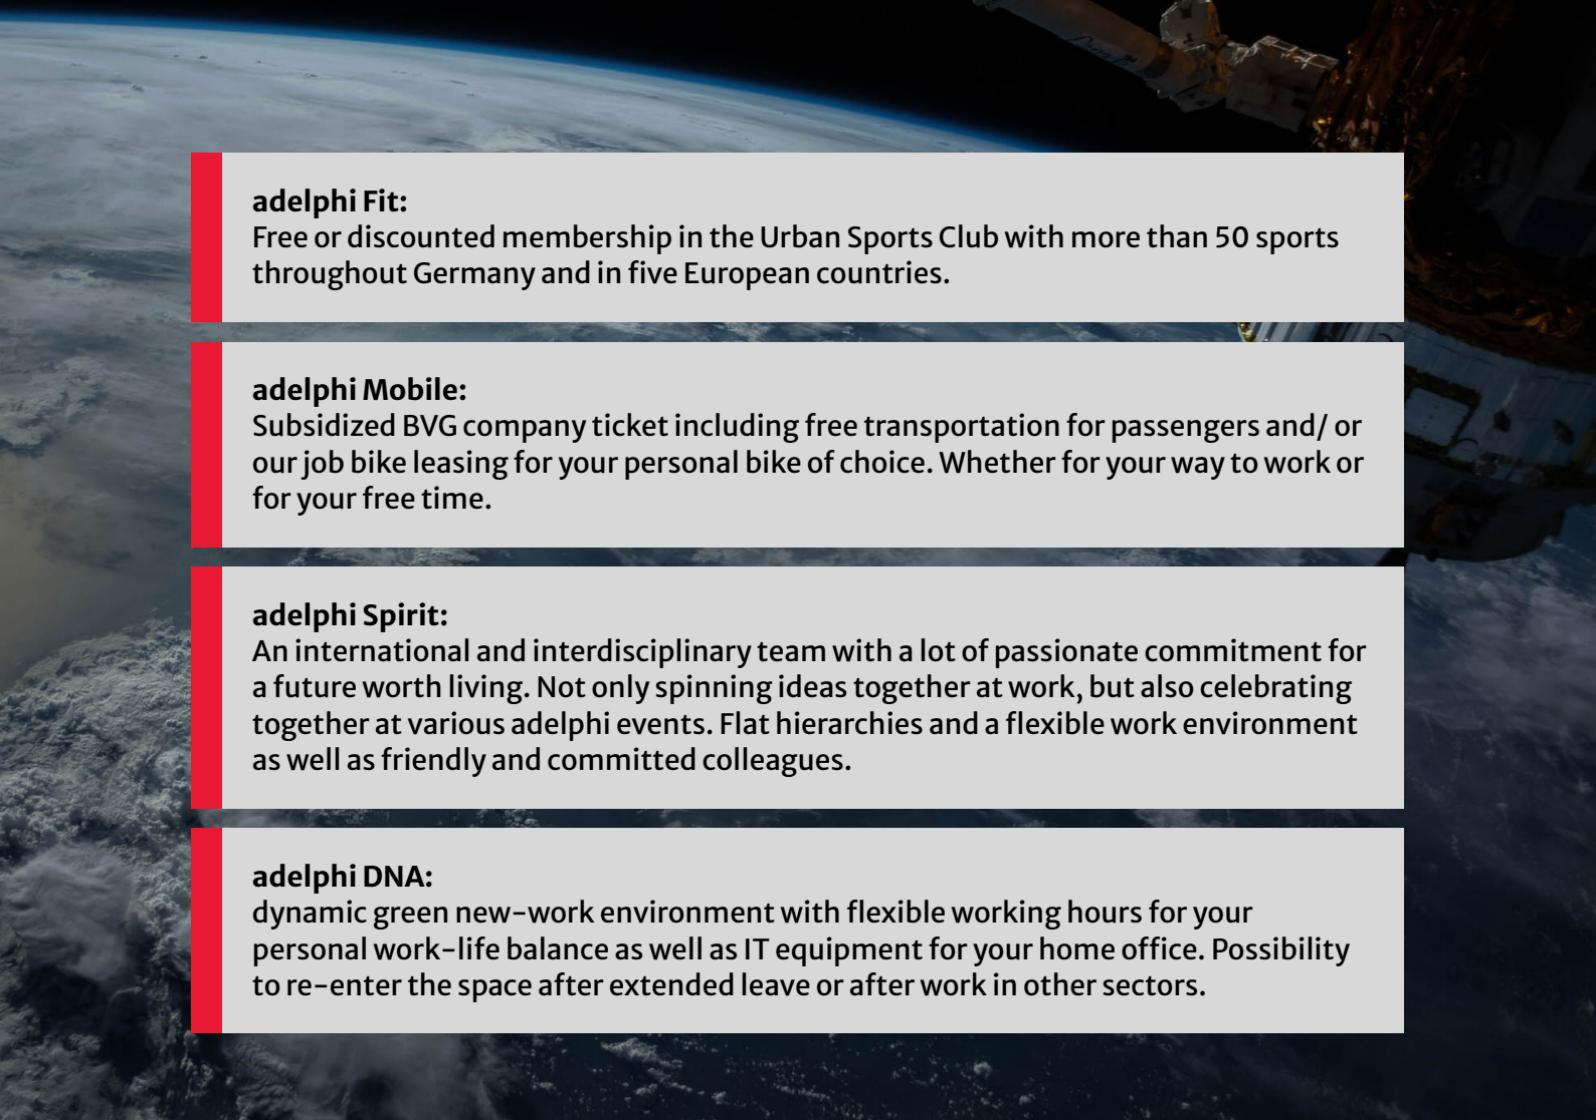 adelphi Fit:
Free or discounted membership in the Urban Sports Club with more than 50 sports
throughout Germany and in five European countries.
adelphi Mobile:
Subsidized BVG company ticket including free transportation for passengers and/ or
our job bike leasing for your personal bike of choice. Whether for your way to work or
for your free time.
adelphi Spirit:
An international and interdisciplinary team with a lot of passionate commitment for
a future worth living. Not only spinning ideas together at work, but also celebrating
together at various adelphi events. Flat hierarchies and a flexible work environment
as well as friendly and committed colleagues.
adelphi DNA:
dynamic green new-work environment with flexible working hours for your
personal work-life balance as well as IT equipment for your home office. Possibility
to re-enter the space after extended leave or after work in other sectors.